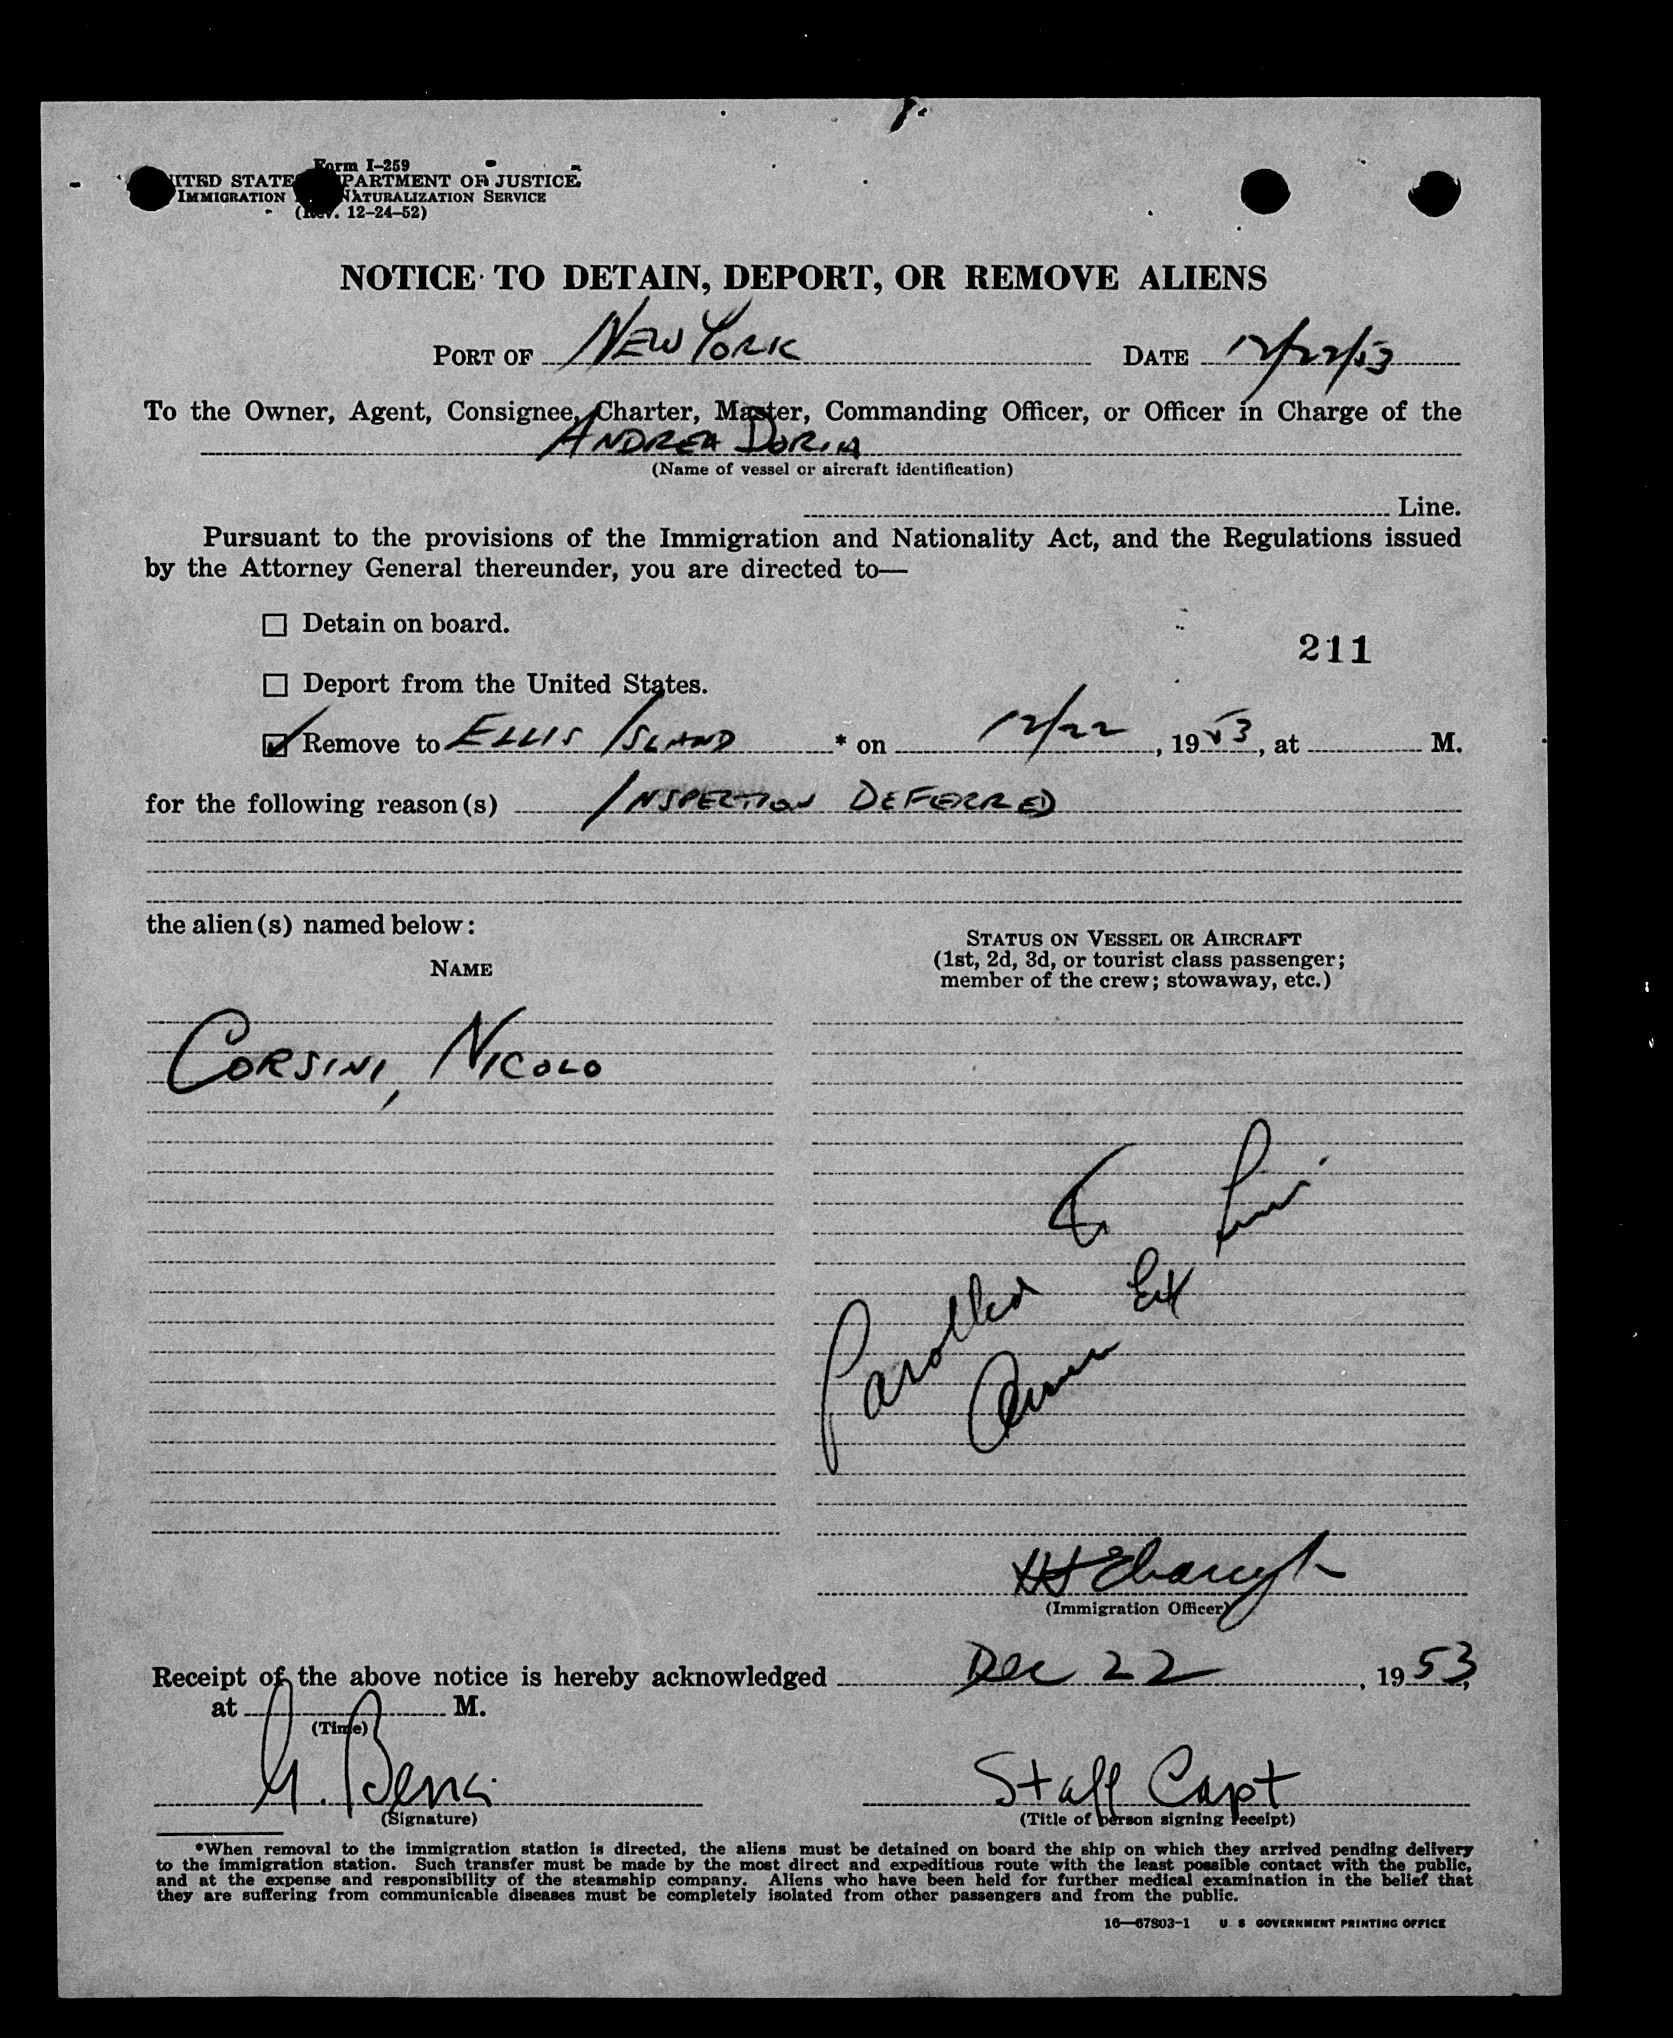 Form I-259
UNITED STATES DEPARTMENT OF JUSTICE
IMMIGRATION AND NATURALIZATION SERVICE
(Rev. 12-24-52)
NOTICE TO DETAIN, DEPORT, OR REMOVE ALIENS
PORT OF NEW YORK DATE 12/22/53
To the Owner, Agent, Consignee, Charter, Master, Commanding Officer, or Officer in Charge of the
ANDREA DORIA
(Name of vessel or aircraft identification)
Line.
Pursuant to the provisions of the Immigration and Nationality Act, and the Regulations issued
by the Attorney General thereunder, you are directed to—
☐ Detain on board.
211
☐ Deport from the United States.
☑ Remove to ELLIS ISLAND * on 12/22, 1953, at M.
for the following reason(s) INSPECTION DEFERRED
the alien(s) named below:
STATUS ON VESSEL OR AIRCRAFT
(1st, 2d, 3d, or tourist class passenger;
member of the crew; stowaway, etc.)
NAME
CORSINI, NICOLO
Parolled to
Amer Ex
(Immigration Officer)
Receipt of the above notice is hereby acknowledged Dec 22, 1953,
at M.
(Time)
G. Benci Staff Capt
(Signature) (Title of person signing receipt)
*When removal to the immigration station is directed, the aliens must be detained on board the ship on which they arrived pending delivery
to the immigration station. Such transfer must be made by the most direct and expeditious route with the least possible contact with the public,
and at the expense and responsibility of the steamship company. Aliens who have been held for further medical examination in the belief that
they are suffering from communicable diseases must be completely isolated from other passengers and from the public.
16—67803-1 U. S. GOVERNMENT PRINTING OFFICE